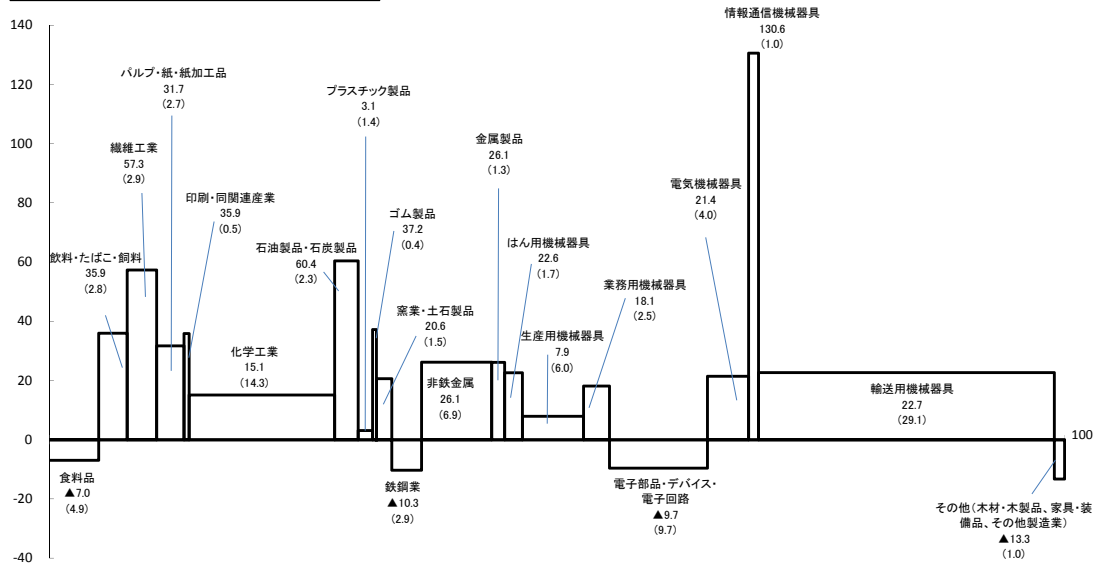 140
120
100
80
60
40
20
0
-20
-40
100
食料品
▲7.0
(4.9)
飲料・たばこ・飼料
35.9
(2.8)
繊維工業
57.3
(2.9)
パルプ・紙・紙加工品
31.7
(2.7)
印刷・同関連産業
35.9
(0.5)
化学工業
15.1
(14.3)
石油製品・石炭製品
60.4
(2.3)
プラスチック製品
3.1
(1.4)
ゴム製品
37.2
(0.4)
窯業・土石製品
20.6
(1.5)
鉄鋼業
▲10.3
(2.9)
非鉄金属
26.1
(6.9)
金属製品
26.1
(1.3)
はん用機械器具
22.6
(1.7)
生産用機械器具
7.9
(6.0)
業務用機械器具
18.1
(2.5)
電子部品・デバイス・
電子回路
▲9.7
(9.7)
電気機械器具
21.4
(4.0)
情報通信機械器具
130.6
(1.0)
輸送用機械器具
22.7
(29.1)
その他(木材・木製品、家具・装
備品、その他製造業)
▲13.3
(1.0)